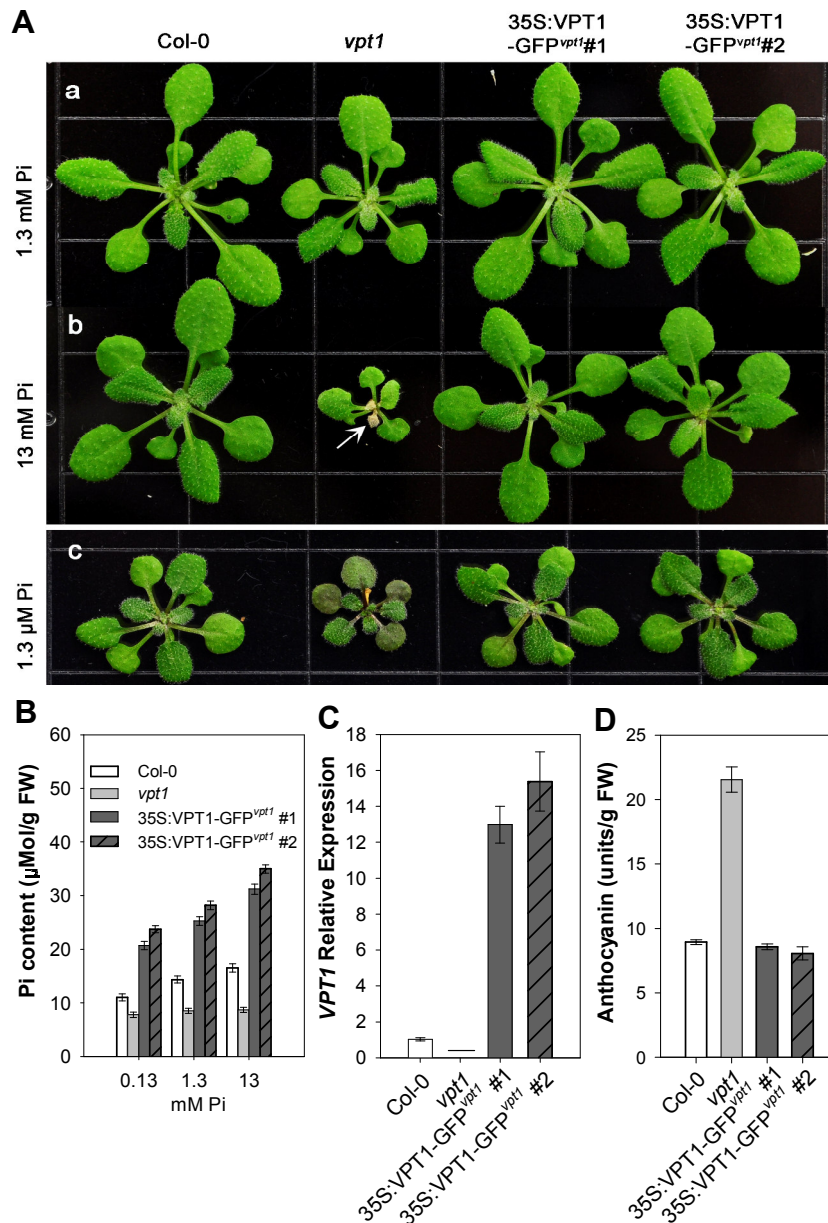 A
Col-0
vpt1
35S:VPT1
-GFPvpt1#1
35S:VPT1
-GFPvpt1#2
a
1.3 mM Pi
b
13 mM Pi
c
1.3 µM Pi
B
Pi content (µMol/g FW)
60
50
40
30
20
10
0
Col-0
vpt1
35S:VPT1-GFPvpt1 #1
35S:VPT1-GFPvpt1 #2
0.13
1.3
13
mM Pi
C
VPT1 Relative Expression
18
16
14
12
10
8
6
4
2
0
Col-0
vpt1
35S:VPT1-GFPvpt1 #1
35S:VPT1-GFPvpt1 #2
D
Anthocyanin (units/g FW)
25
20
15
10
5
0
Col-0
vpt1
35S:VPT1-GFPvpt1 #1
35S:VPT1-GFPvpt1 #2